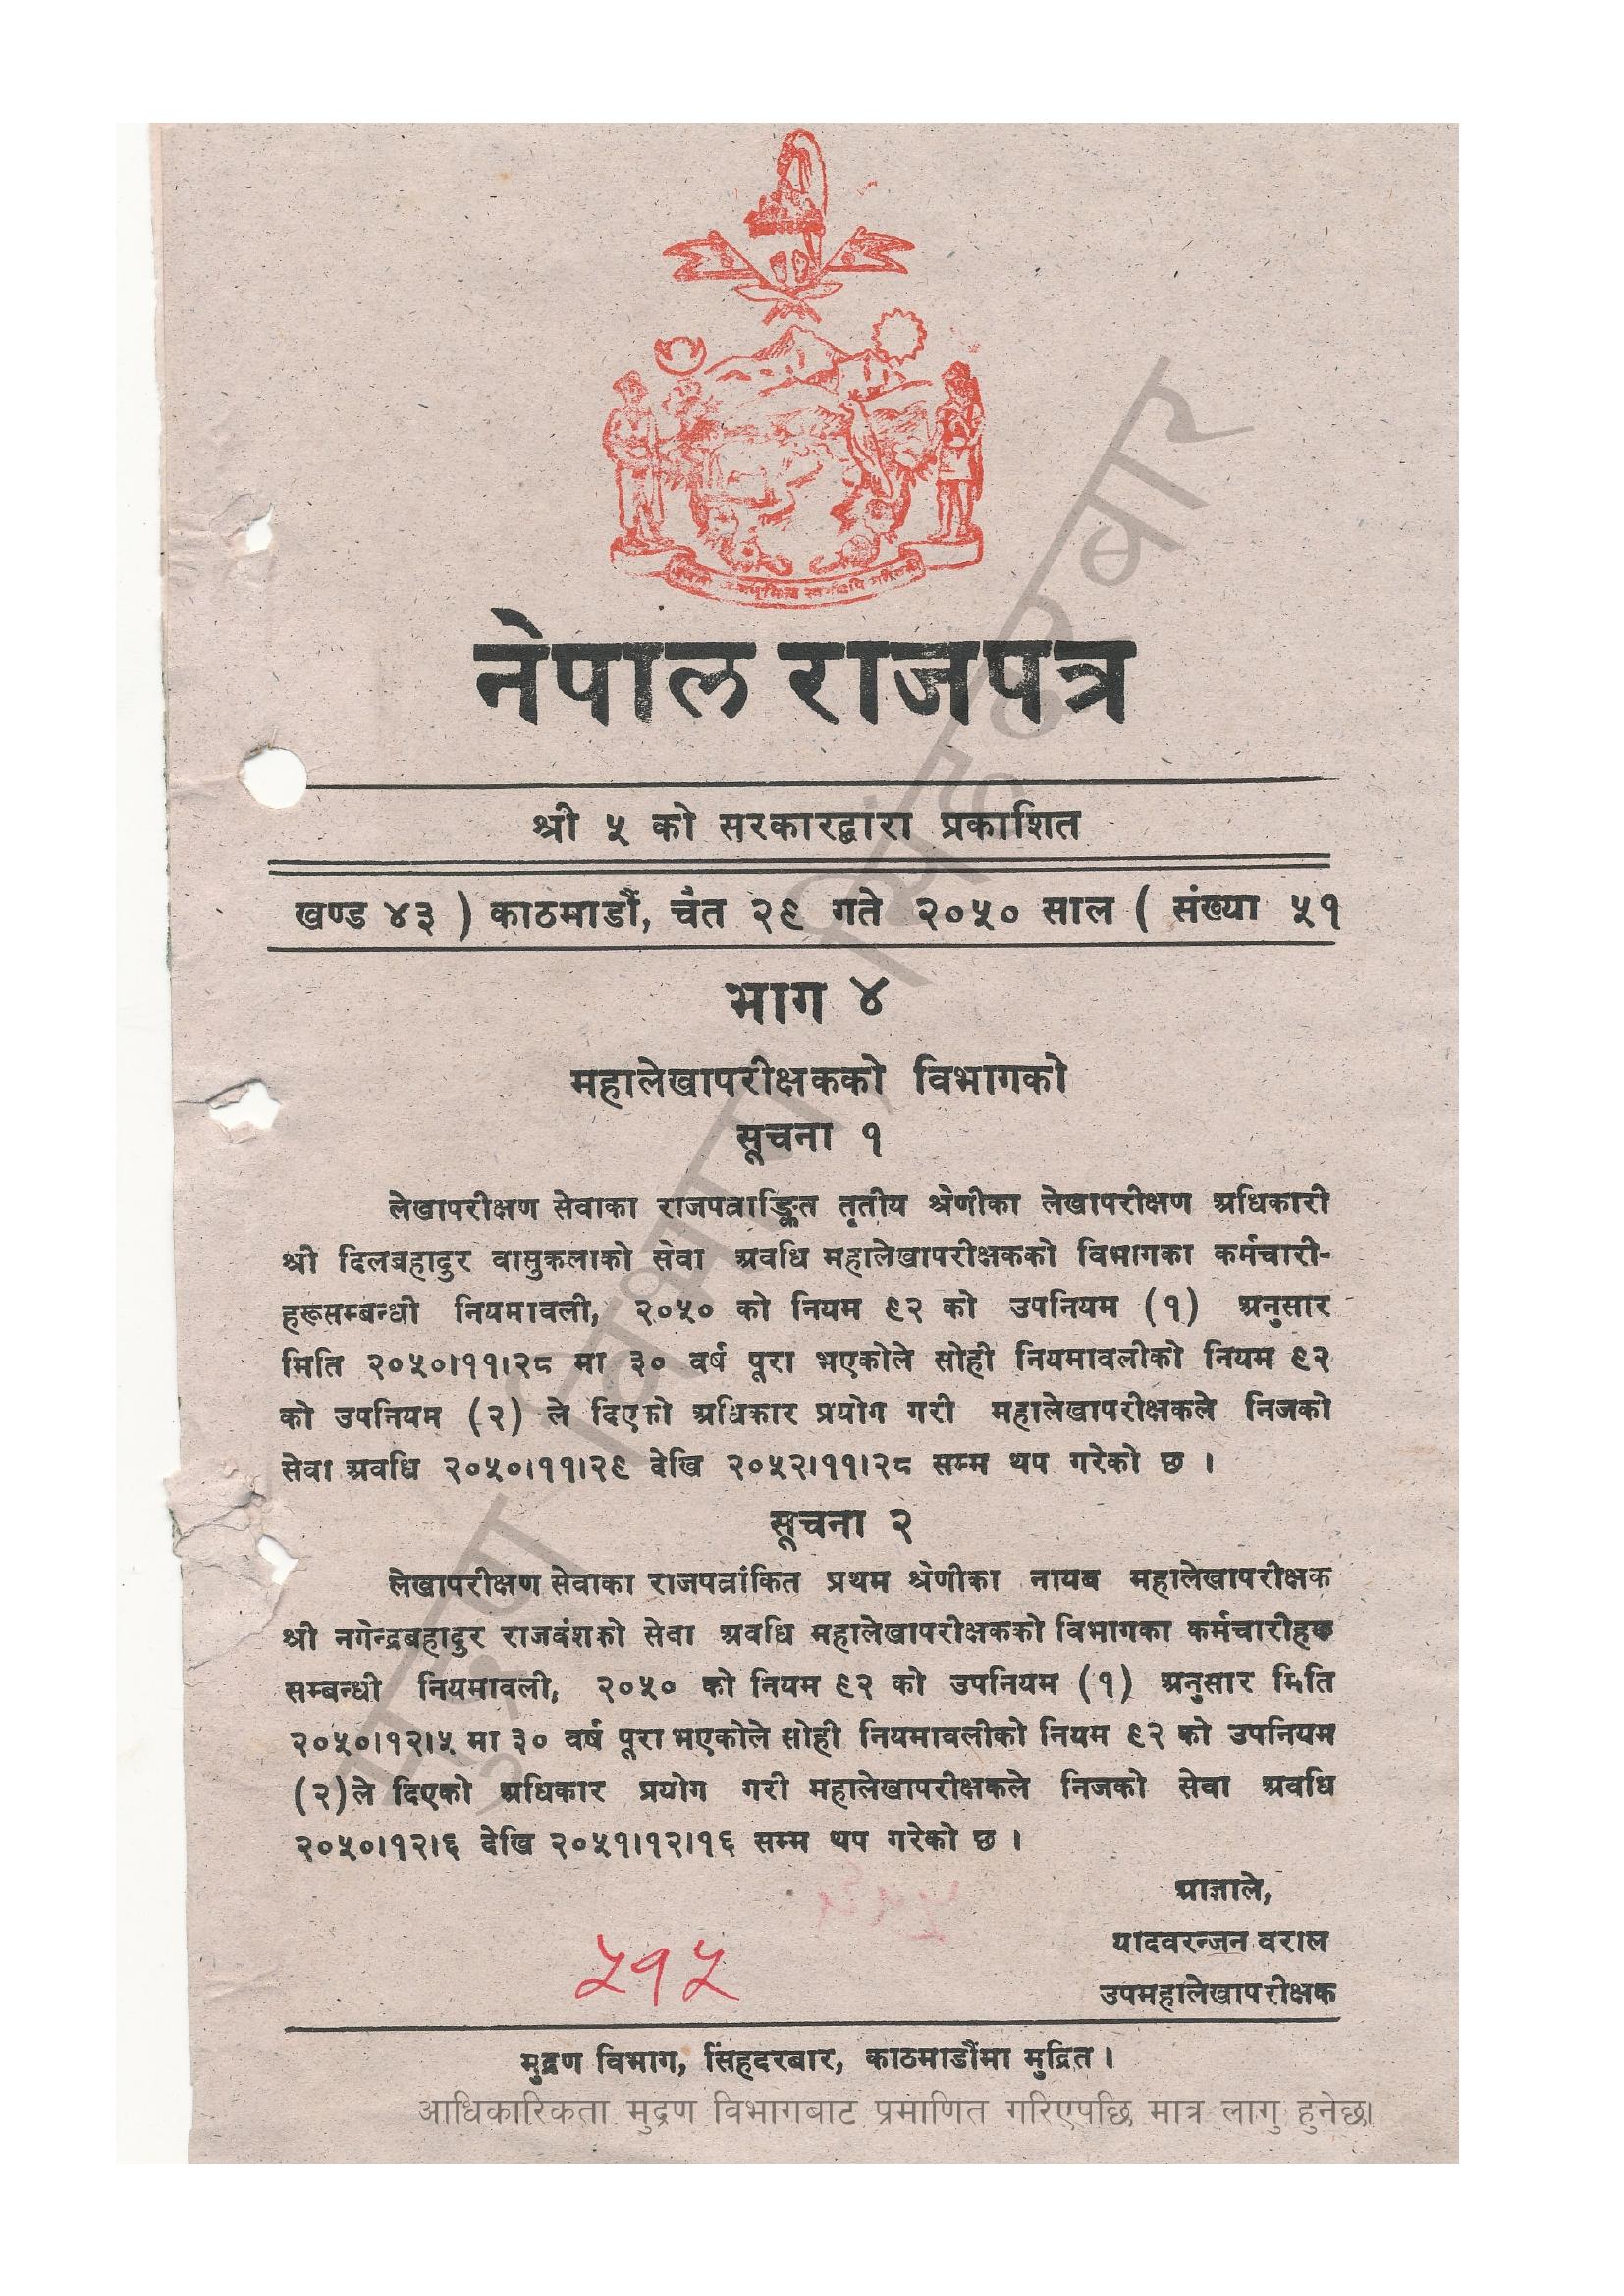 नेपाल राजपत्र
श्री ५ को सरकारद्वारा प्रकाशित
खण्ड ४३ ) काठमाडौं, चैत २९ गते २०५० साल ( संख्या ५१
भाग ४
महालेखापरीक्षकको विभागको
सूचना १
लेखापरीक्षण सेवाका राजपत्राङ्कित तृतीय श्रेणीका लेखापरीक्षण अधिकारी
श्री दिलबहादुर वासुकलाको सेवा अवधि महालेखापरीक्षकको विभागका कर्मचारी-
हरूसम्बन्धी नियमावली, २०५० को नियम ९२ को उपनियम (१) अनुसार
मिति २०५०।११।२८ मा ३० वर्ष पूरा भएकोले सोही नियमावलीको नियम ९२
को उपनियम (२) ले दिएको अधिकार प्रयोग गरी महालेखापरीक्षकले निजको
सेवा अवधि २०५०।११।२९ देखि २०५२।११।२८ सम्म थप गरेको छ ।
सूचना २
लेखापरीक्षण सेवाका राजपत्रांकित प्रथम श्रेणीका नायब महालेखापरीक्षक
श्री नगेन्द्रबहादुर राजवंशको सेवा अवधि महालेखापरीक्षकको विभागका कर्मचारीहरू
सम्बन्धी नियमावली, २०५० को नियम ९२ को उपनियम (१) अनुसार मिति
२०५०।१२।५ मा ३० वर्ष पूरा भएकोले सोही नियमावलीको नियम ९२ को उपनियम
(२) ले दिएको अधिकार प्रयोग गरी महालेखापरीक्षकले निजको सेवा अवधि
२०५०।१२।६ देखि २०५१।१२।१६ सम्म थप गरेको छ ।
आज्ञाले,
यादवरन्जन वराल
उपमहालेखापरीक्षक
५१५
मुद्रण विभाग, सिंहदरबार, काठमाडौंमा मुद्रित ।
आधिकारिकता मुद्रण विभागबाट प्रमाणित गरिएपछि मात्र लागु हुनेछ।
मुद्रण विभाग, सिंहदरबार